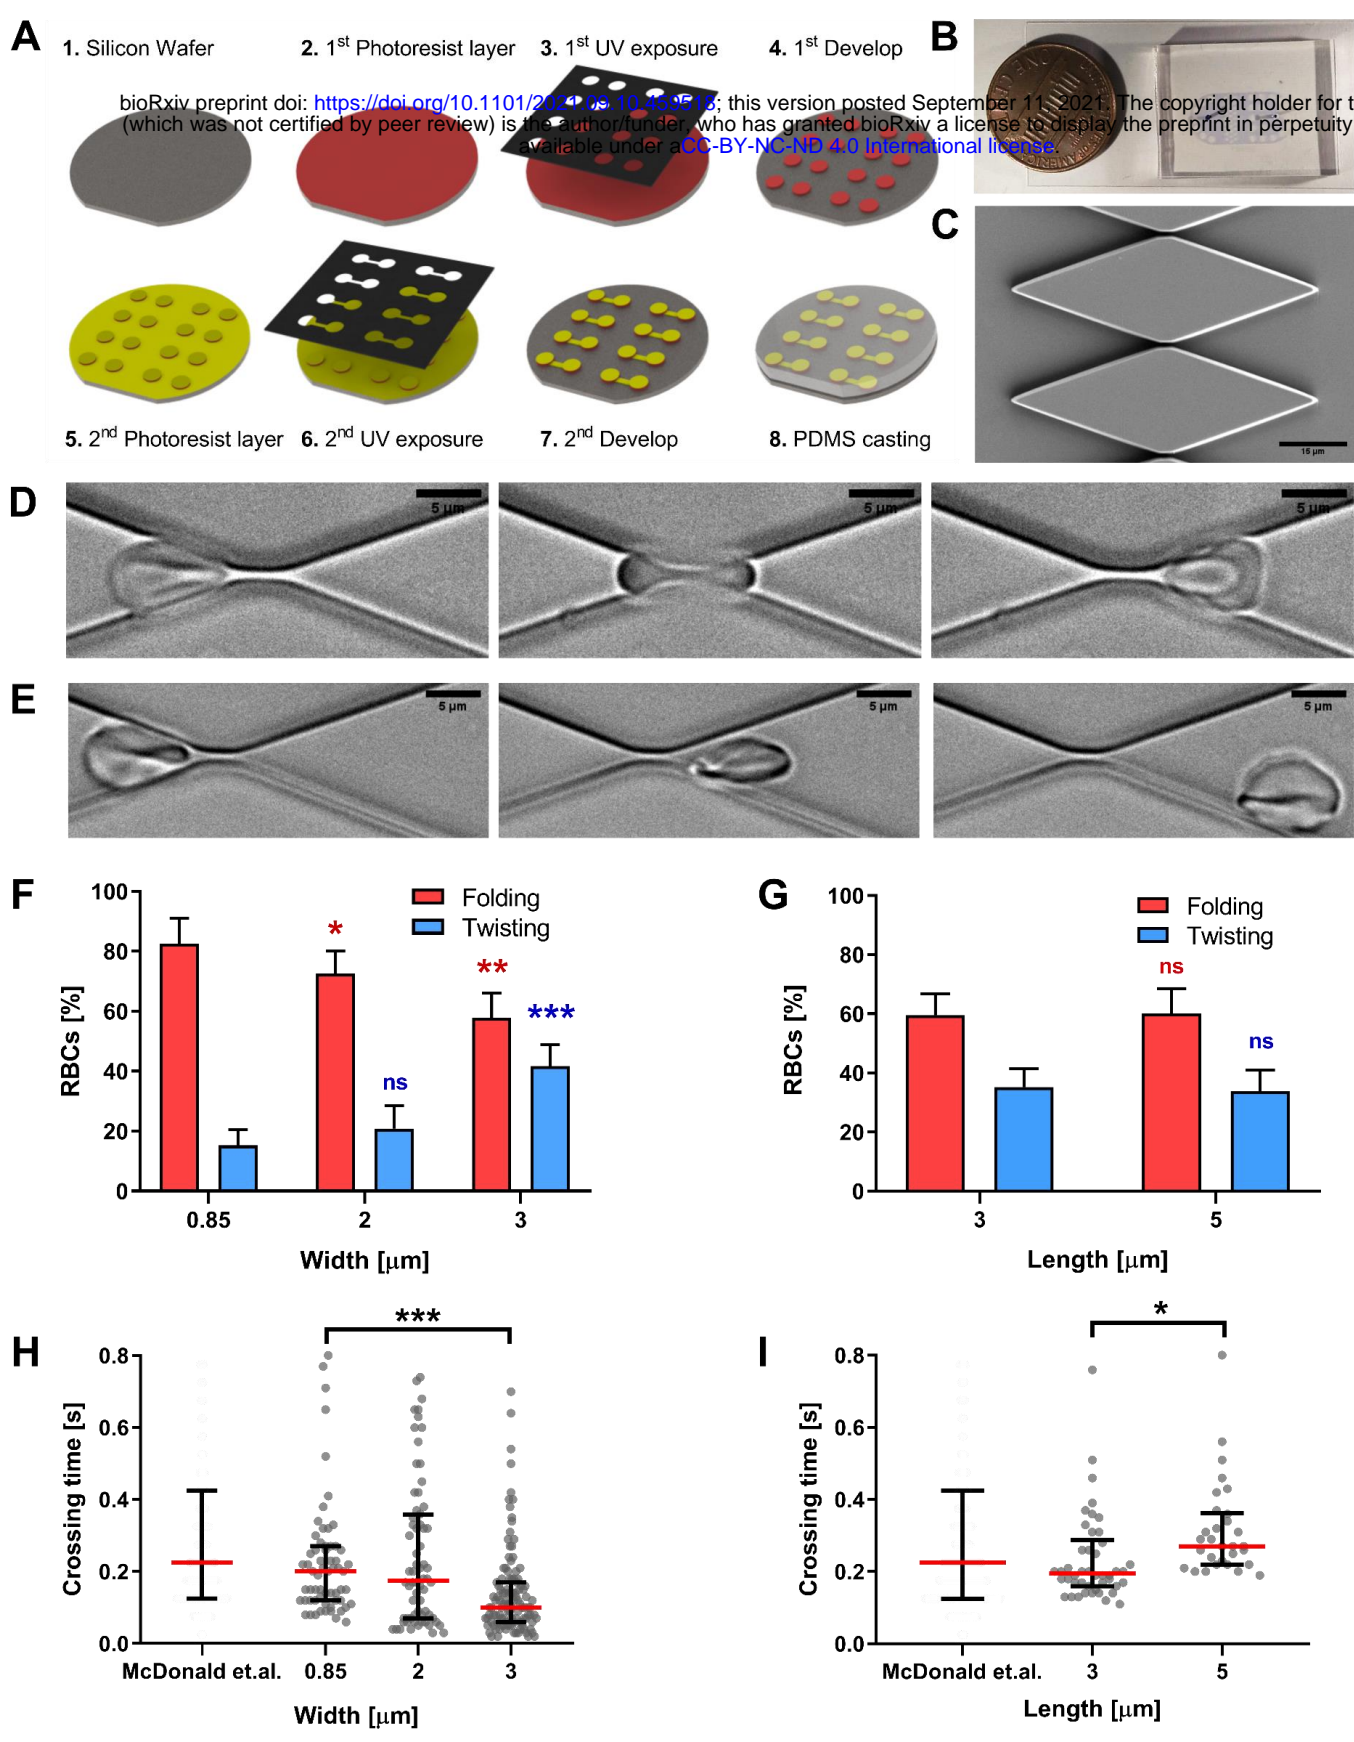 A
1. Silicon Wafer
2. 1st Photoresist layer
3. 1st UV exposure
4. 1st Develop
B
bioRxiv preprint doi: https://doi.org/10.1101/2021.09.10.459518; this version posted September 11, 2021. The copyright holder for t
(which was not certified by peer review) is the author/funder, who has granted bioRxiv a license to display the preprint in perpetuity
available under aCC-BY-NC-ND 4.0 International license.
5. 2nd Photoresist layer
6. 2nd UV exposure
7. 2nd Develop
8. PDMS casting
C
15 µm
D
5 µm
5 µm
5 µm
E
5 µm
5 µm
5 µm
F
Folding
Twisting
RBCs [%]
100
80
60
40
20
0
*
ns
**
***
0.85
2
3
Width [µm]
G
Folding
Twisting
RBCs [%]
100
80
60
40
20
0
ns
ns
3
5
Length [µm]
H
***
Crossing time [s]
0.8
0.6
0.4
0.2
0.0
McDonald et.al.
0.85
2
3
Width [µm]
I
*
Crossing time [s]
0.8
0.6
0.4
0.2
0.0
McDonald et.al.
3
5
Length [µm]